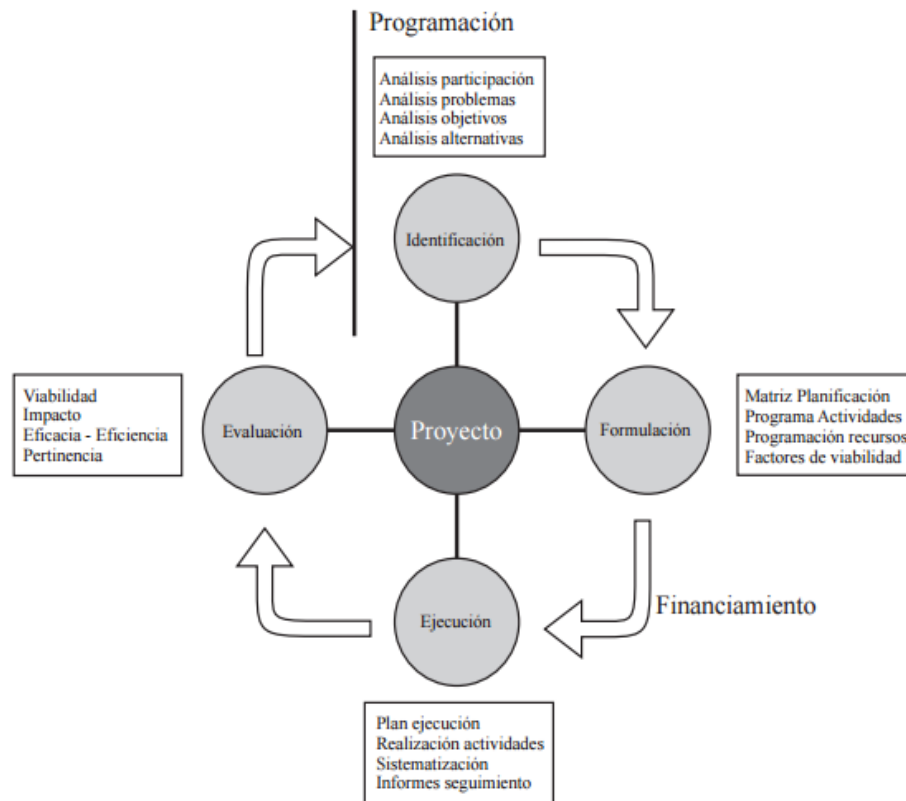 Programación
Análisis participación
Análisis problemas
Análisis objetivos
Análisis alternativas
Identificación
Viabilidad
Impacto
Eficacia - Eficiencia
Pertinencia
Evaluación
Proyecto
Formulación
Matriz Planificación
Programa Actividades
Programación recursos
Factores de viabilidad
Financiamiento
Ejecución
Plan ejecución
Realización actividades
Sistematización
Informes seguimiento